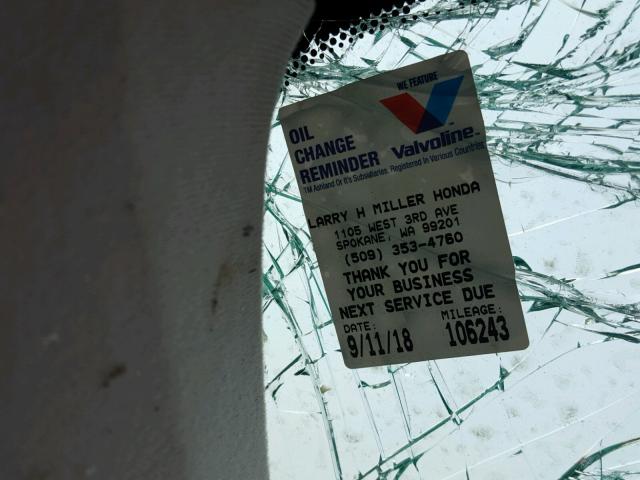 WE FEATURE
Valvoline™
OIL
CHANGE
REMINDER
TM Ashland Or It's Subsidiaries. Registered In Various Countries
LARRY H MILLER HONDA
1105 WEST 3RD AVE
SPOKANE, WA 99201
(509) 353-4760
THANK YOU FOR
YOUR BUSINESS
NEXT SERVICE DUE
DATE: MILEAGE:
9/11/18 106243